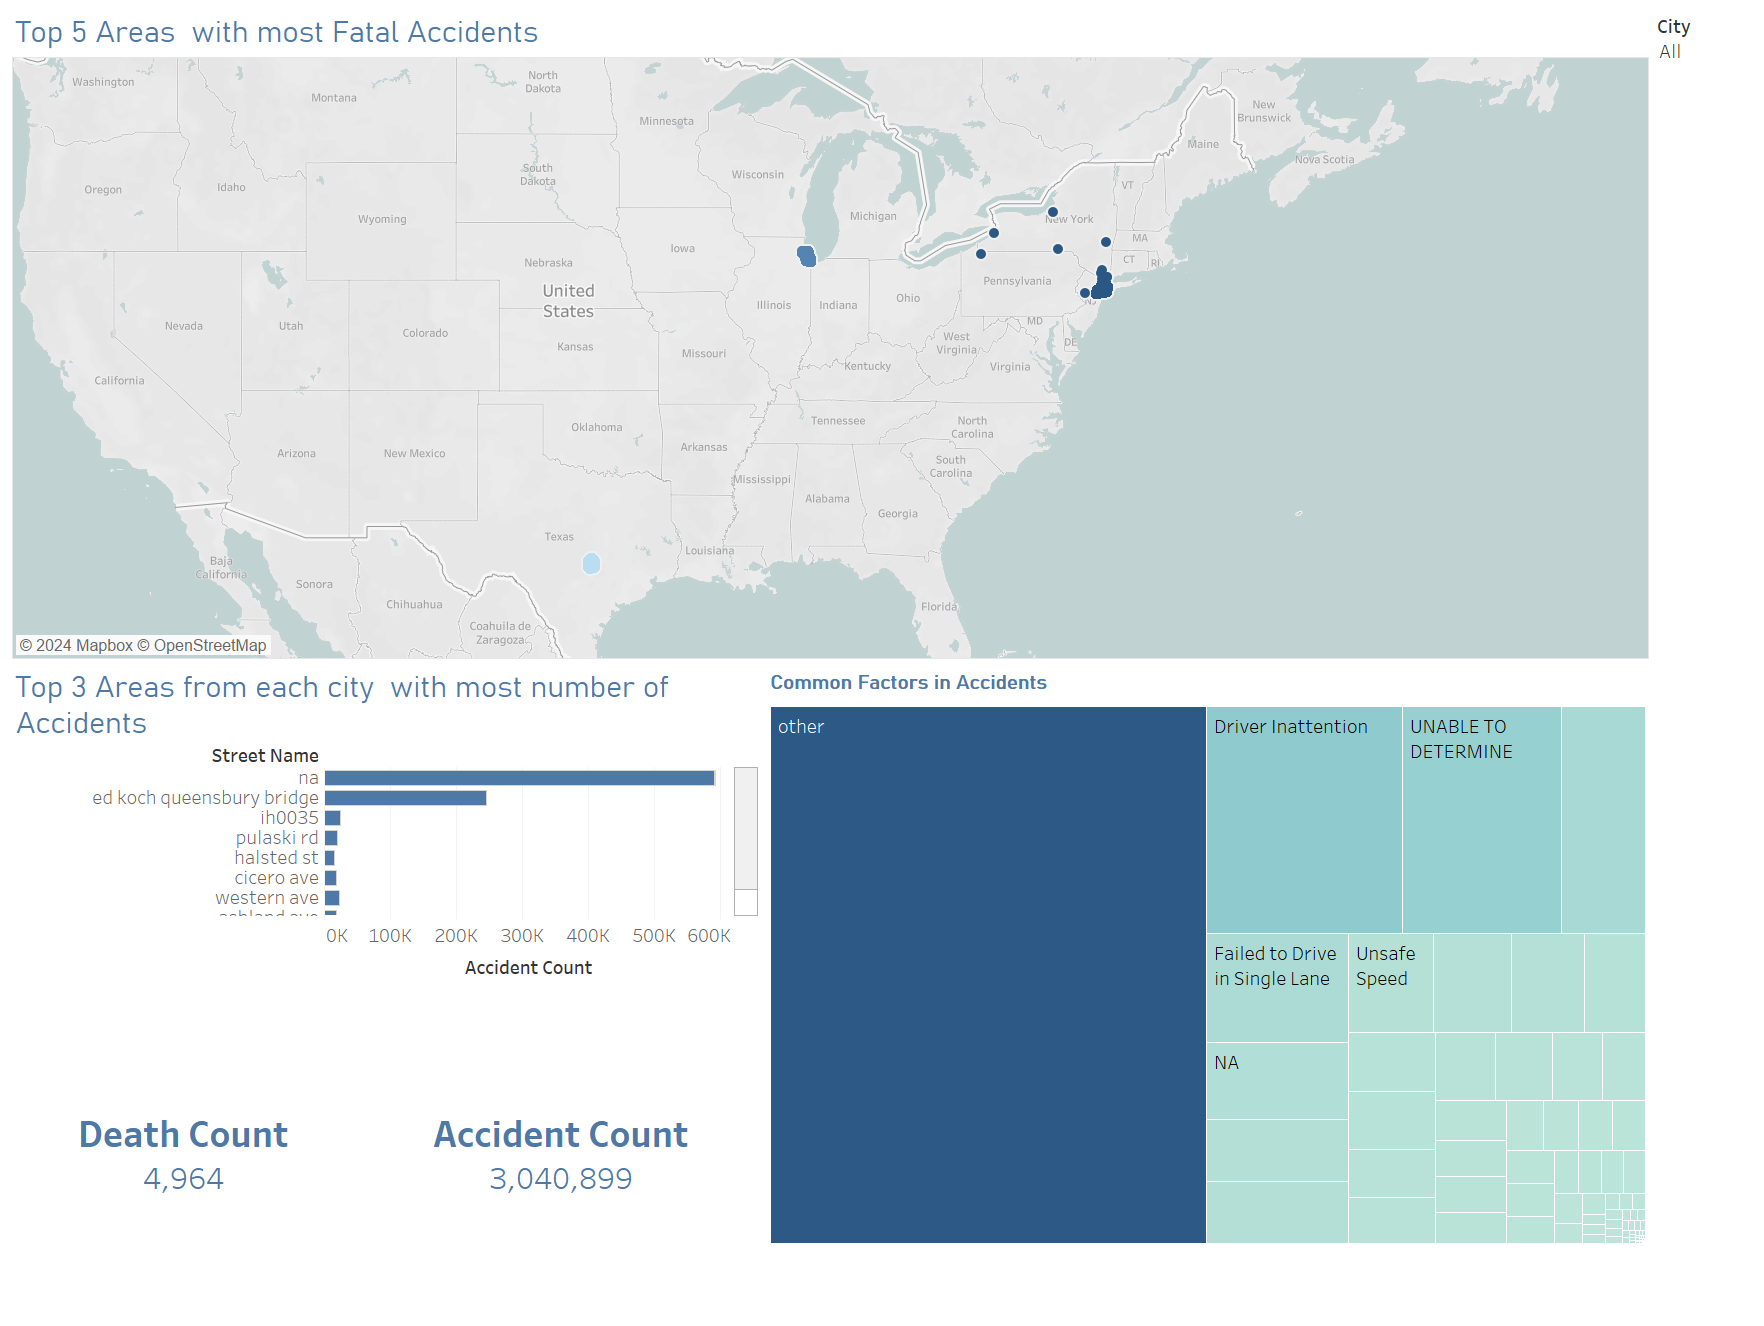 Top 5 Areas  with most Fatal Accidents
City
All
Washington
Montana
North
Dakota
Minnesota
New
Brunswick
Maine
Nova Scotia
Oregon
Idaho
South
Dakota
Wisconsin
VT
Wyoming
Michigan
New York
Iowa
MA
Nebraska
CT
RI
United
States
Pennsylvania
Illinois
Indiana
Ohio
NJ
Nevada
Utah
Colorado
MD
Kansas
Missouri
West
Virginia
DE
Kentucky
Virginia
California
Oklahoma
Tennessee
North
Carolina
Arizona
New Mexico
Arkansas
South
Carolina
Mississippi
Alabama
Georgia
Texas
Louisiana
Baja
California
Sonora
Chihuahua
Florida
Coahuila de
Zaragoza
© 2024 Mapbox © OpenStreetMap
Top 3 Areas from each city  with most number of
Accidents
Street Name
na
ed koch queensbury bridge
ih0035
pulaski rd
halsted st
cicero ave
western ave
ashland ave
0K 100K 200K 300K 400K 500K 600K
Accident Count
Death Count
4,964
Accident Count
3,040,899
Common Factors in Accidents
other
Driver Inattention
UNABLE TO
DETERMINE
Failed to Drive
in Single Lane
Unsafe
Speed
NA